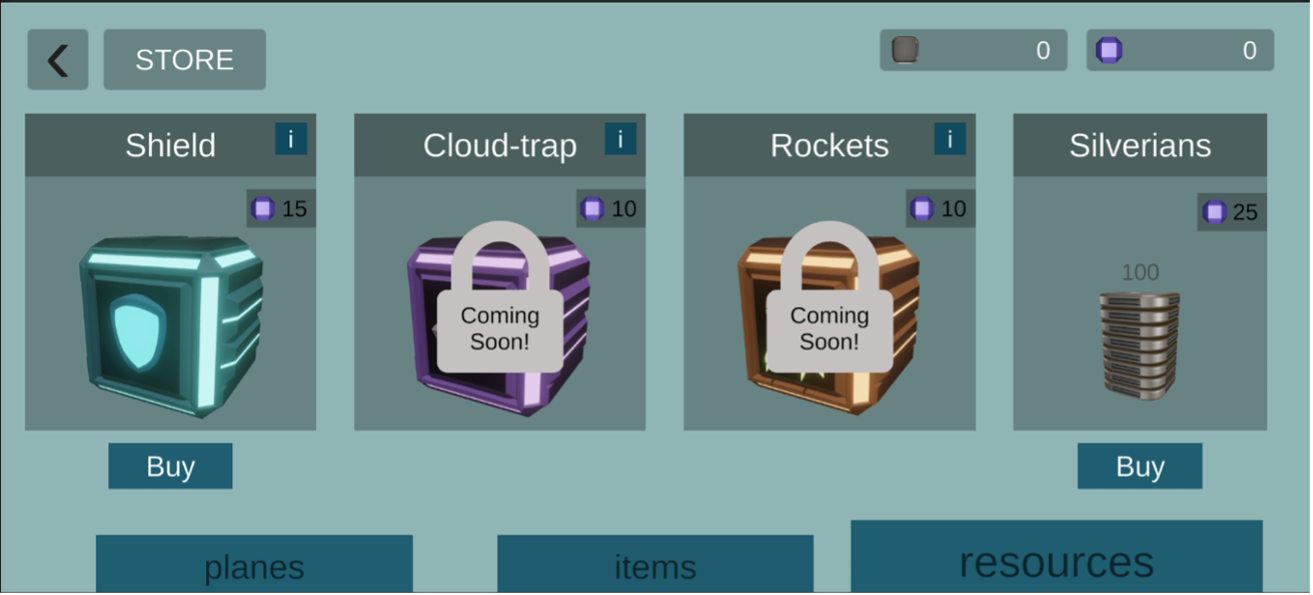 STORE
0
0
Shield
i
Cloud-trap
i
Rockets
i
Silverians
15
10
10
25
100
Coming
Soon!
Coming
Soon!
Buy
Buy
planes
items
resources